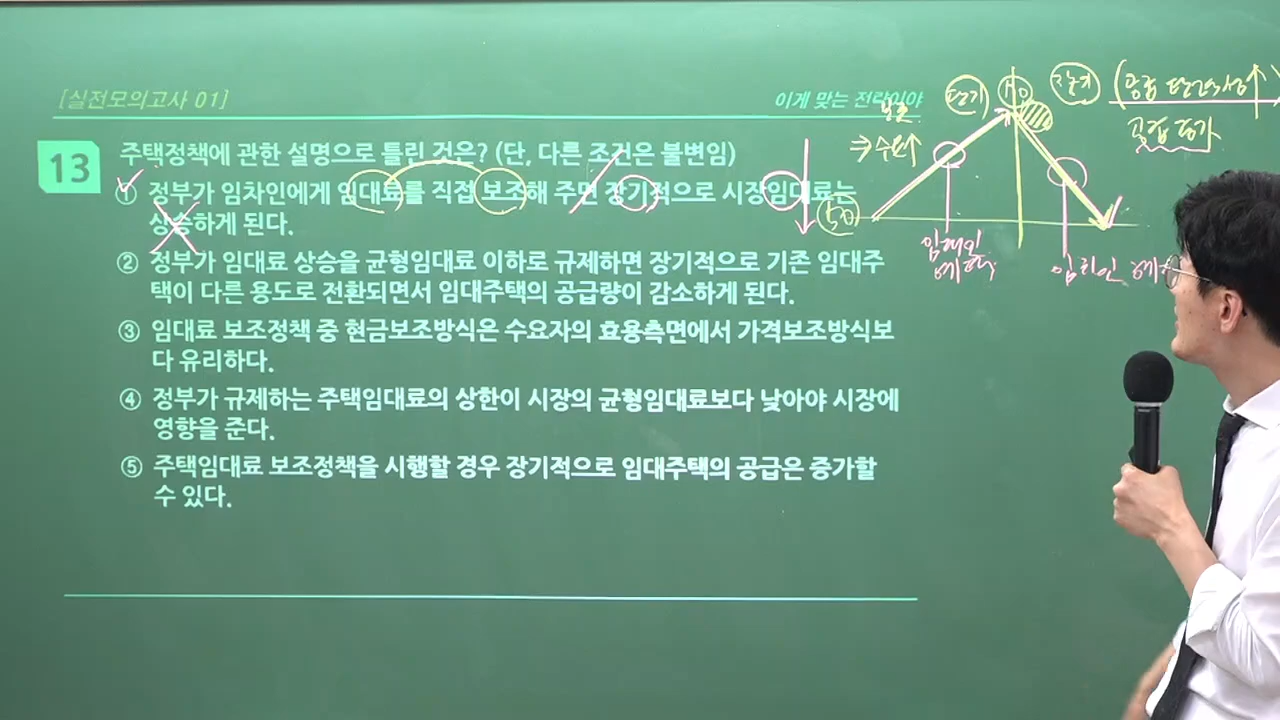 [실전모의고사 01]
이게 맞는 전략이야
13 주택정책에 관한 설명으로 틀린 것은? (단, 다른 조건은 불변임)
① 정부가 임차인에게 임대료를 직접 보조해 주면 장기적으로 시장임대료는
상승하게 된다.
② 정부가 임대료 상승을 균형임대료 이하로 규제하면 장기적으로 기존 임대주
택이 다른 용도로 전환되면서 임대주택의 공급량이 감소하게 된다.
③ 임대료 보조정책 중 현금보조방식은 수요자의 효용측면에서 가격보조방식보
다 유리하다.
④ 정부가 규제하는 주택임대료의 상한이 시장의 균형임대료보다 낮아야 시장에
영향을 준다.
⑤ 주택임대료 보조정책을 시행할 경우 장기적으로 임대주택의 공급은 증가할
수 있다.
단기
장기
⇒ 수요↑
50
공급 증가
임대인
혜택
임차인